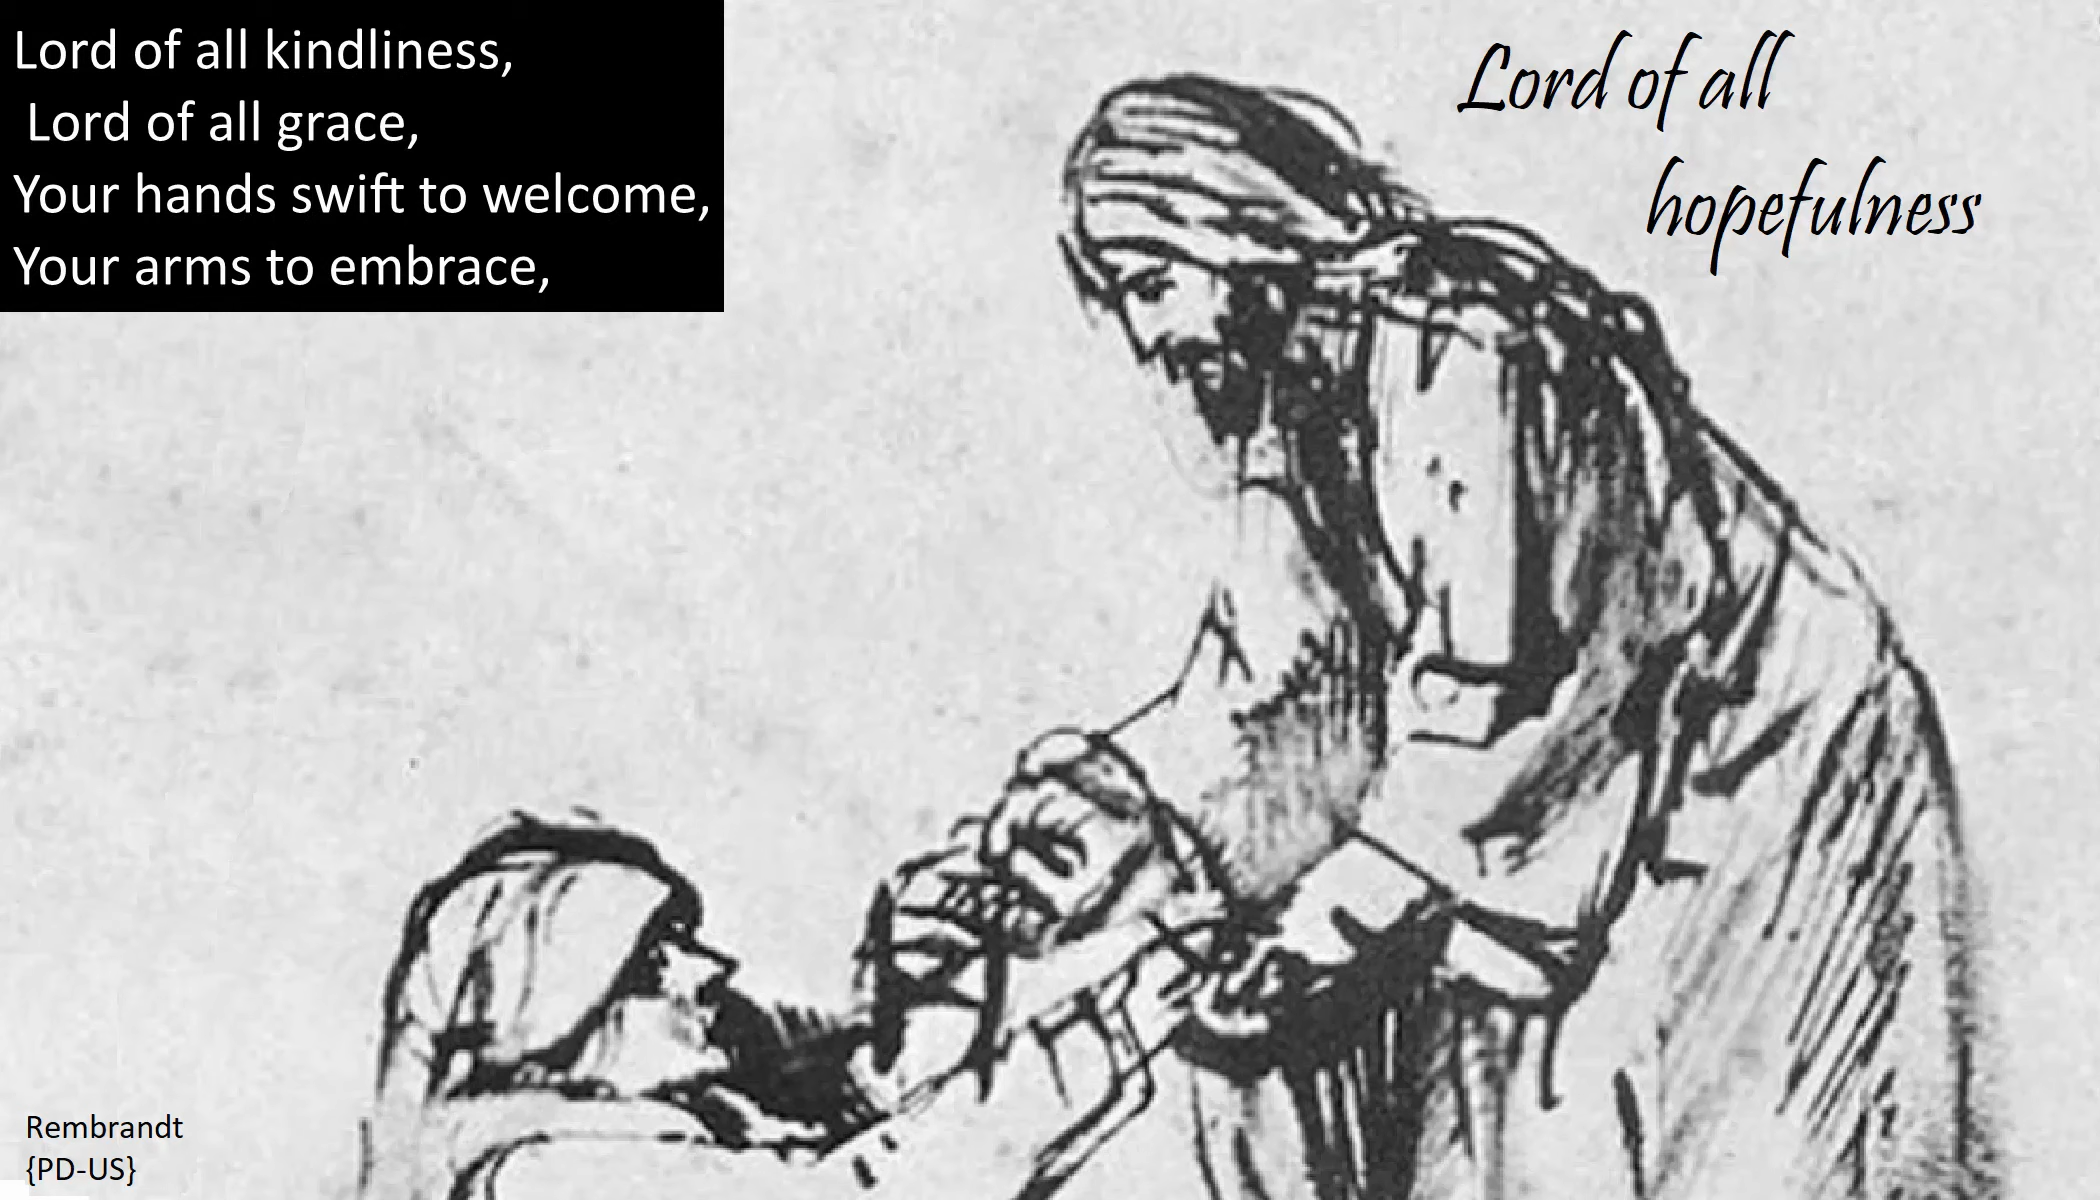 Lord of all kindliness,
Lord of all grace,
Your hands swift to welcome,
Your arms to embrace,
Lord of all
hopefulness
Rembrandt
{PD-US}